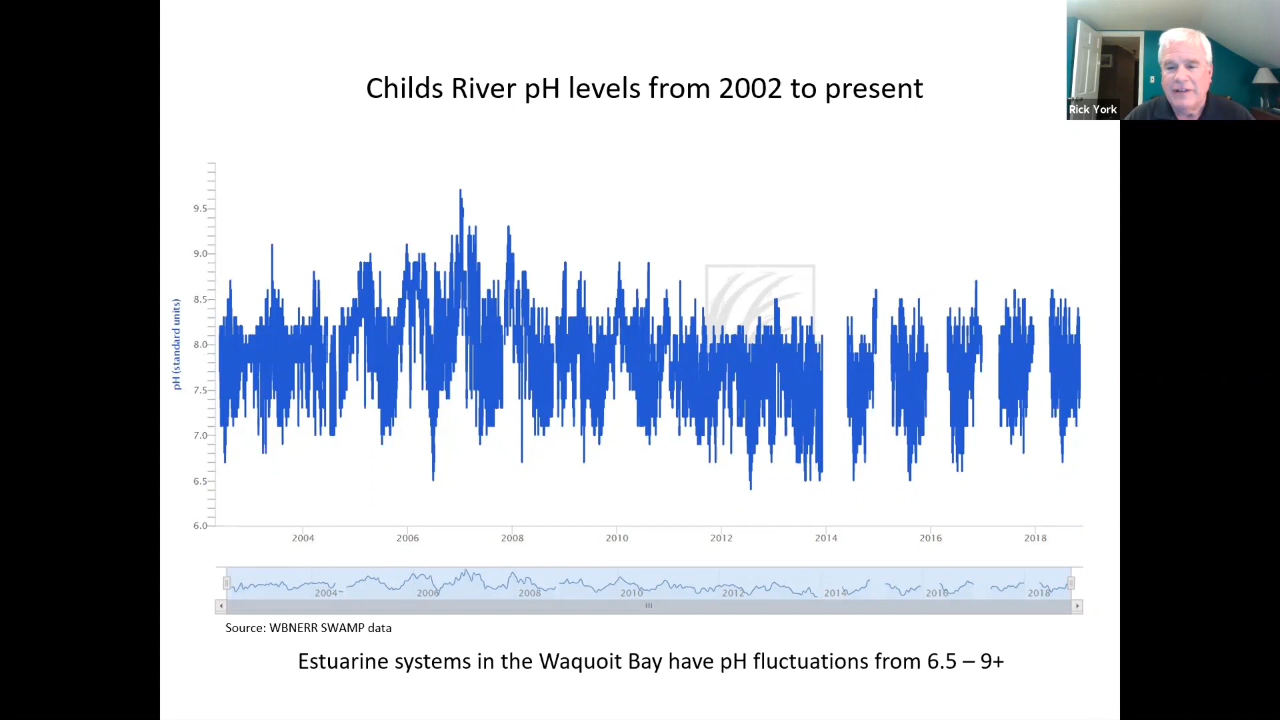 Rick York
Childs River pH levels from 2002 to present
pH (standard units)
9.5
9.0
8.5
8.0
7.5
7.0
6.5
6.0
2004 2006 2008 2010 2012 2014 2016 2018
2004 2006 2008 2010 2012 2014 2016 2018
Source: WBNERR SWAMP data
Estuarine systems in the Waquoit Bay have pH fluctuations from 6.5 – 9+